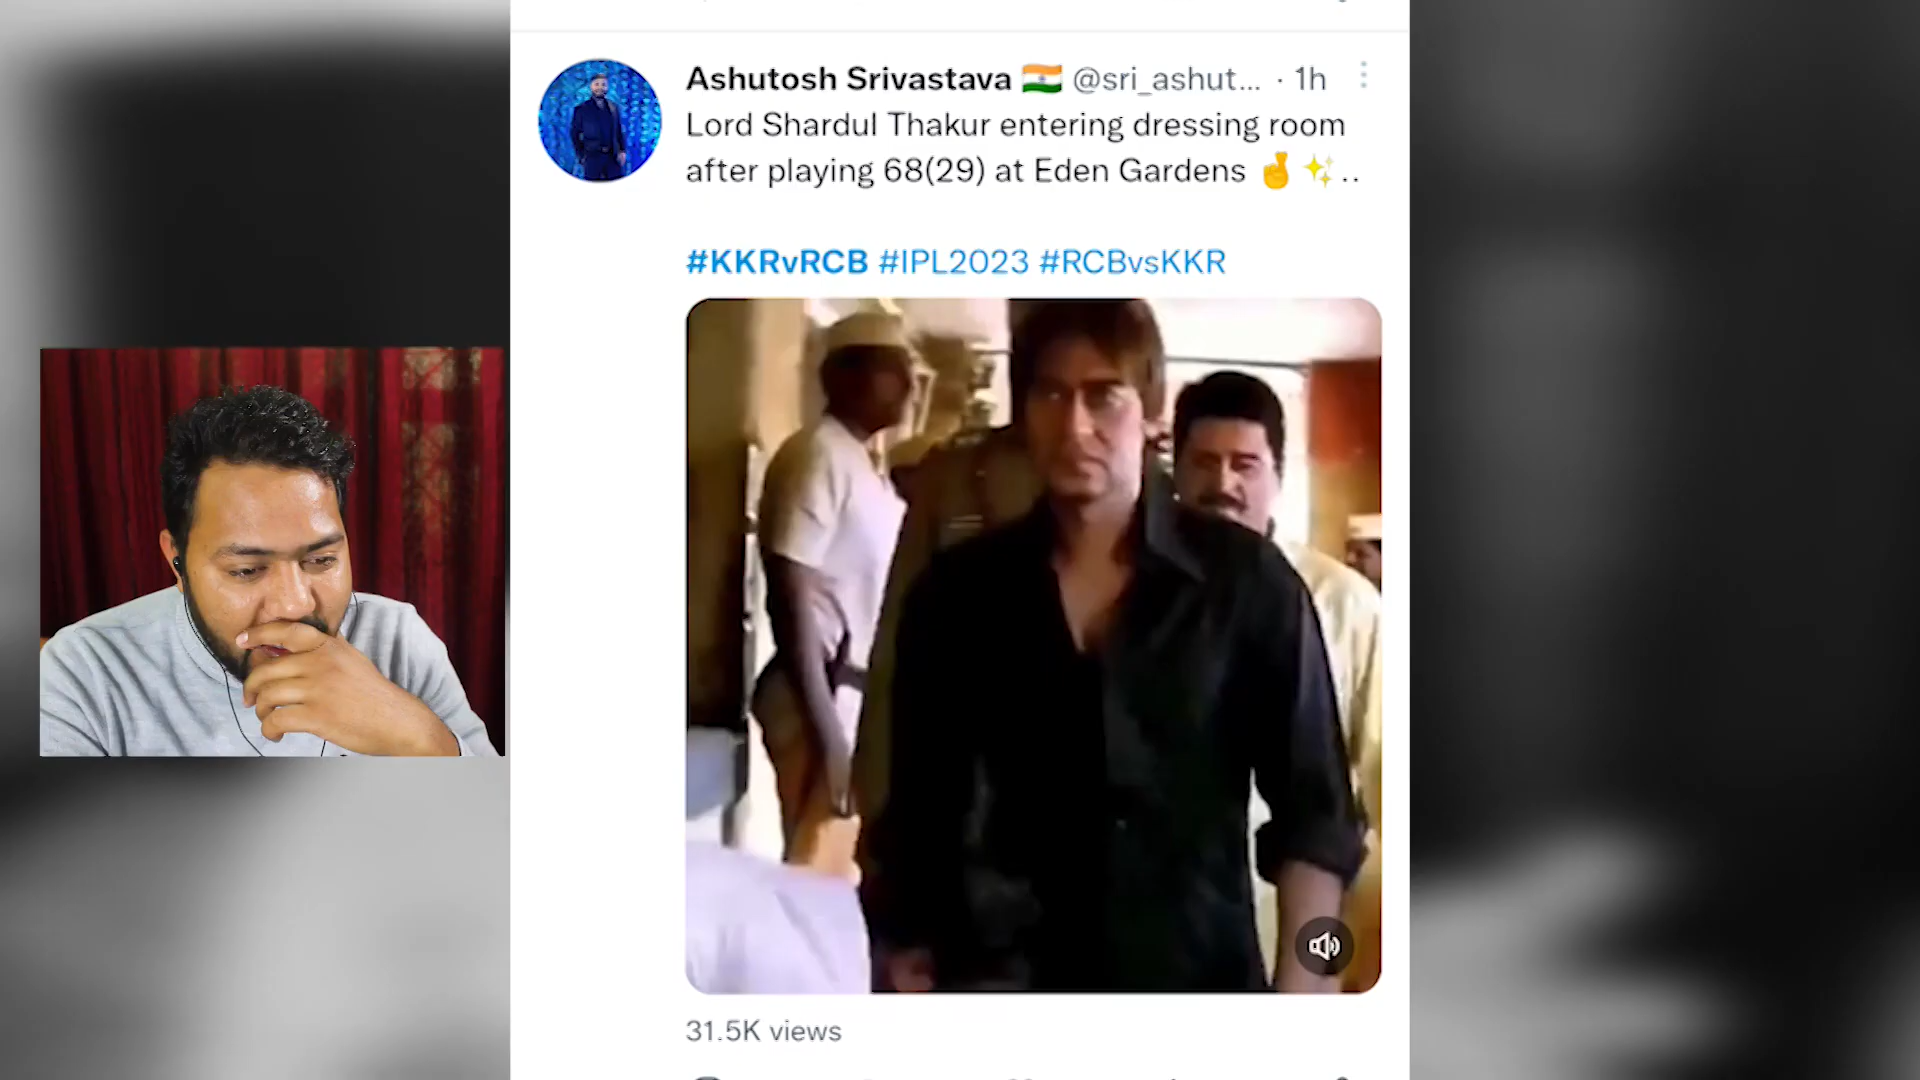 Ashutosh Srivastava 🇮🇳 @sri_ashut... · 1h
Lord Shardul Thakur entering dressing room
after playing 68(29) at Eden Gardens 🤞✨..
#KKRvRCB #IPL2023 #RCBvsKKR
31.5K views